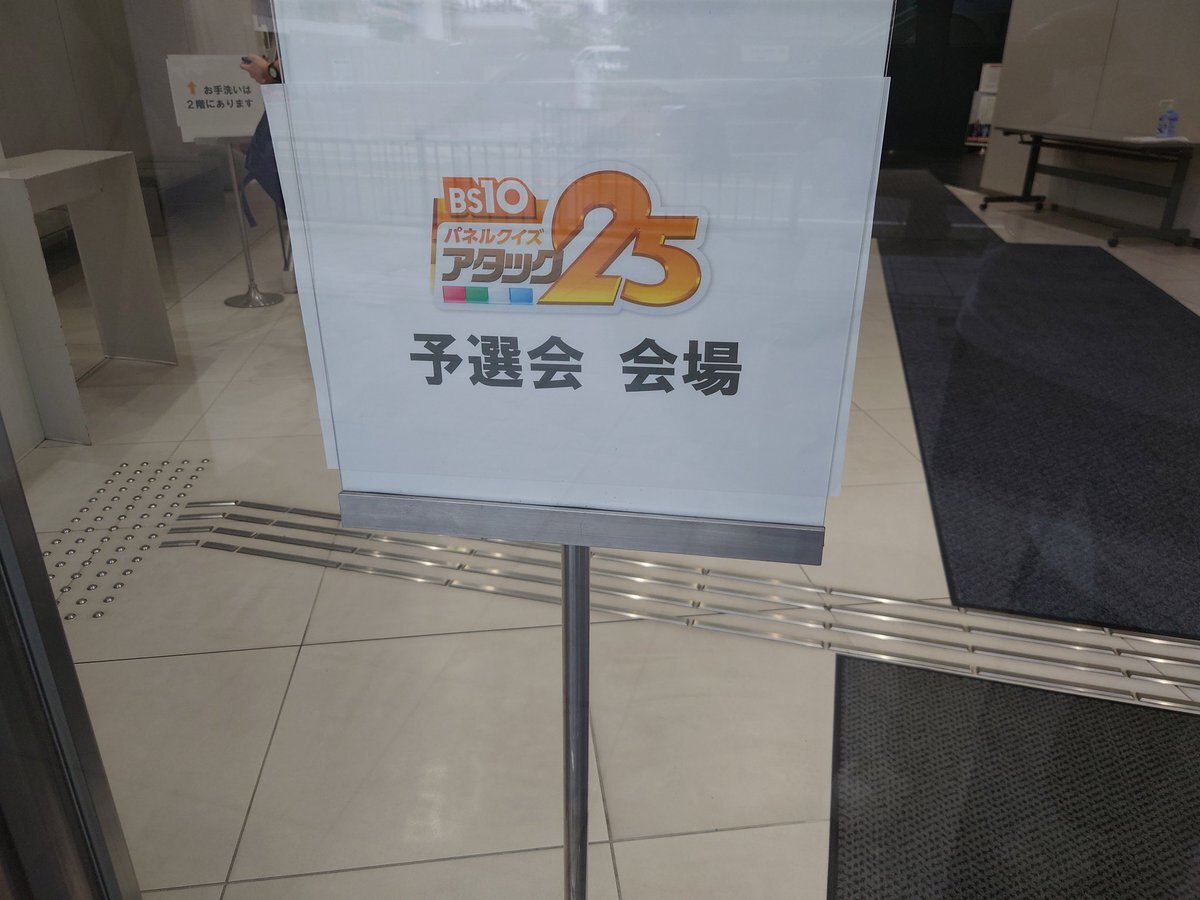 ↑ お手洗いは
2階にあります
BS10
パネルクイズ
アタック25
予選会 会場